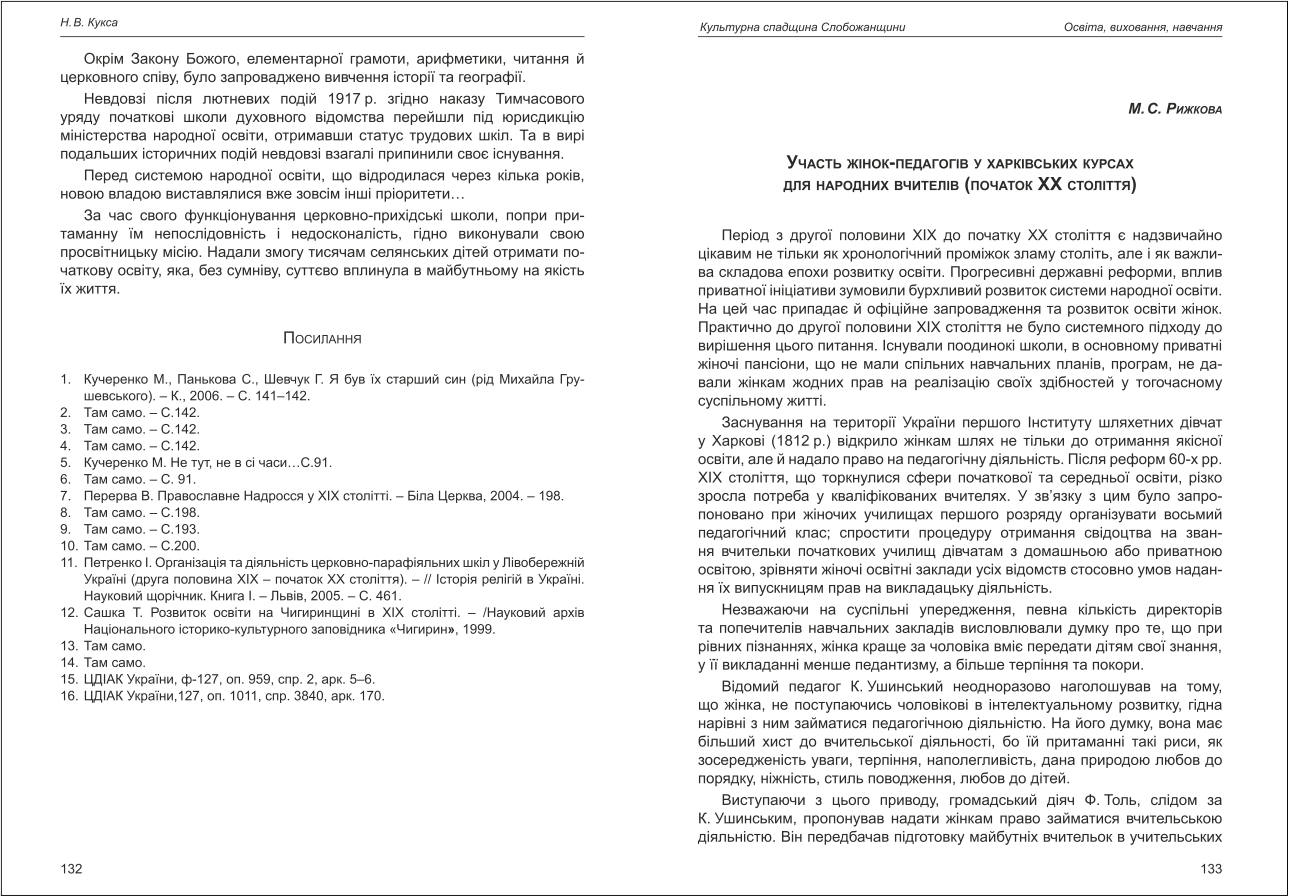 Н. В. Кукса
Окрім Закону Божого, елементарної грамоти, арифметики, читання й
церковного співу, було запроваджено вивчення історії та географії.
Невдовзі після лютневих подій 1917 р. згідно наказу Тимчасового
уряду початкові школи духовного відомства перейшли під юрисдикцію
міністерства народної освіти, отримавши статус трудових шкіл. Та в вирі
подальших історичних подій невдовзі взагалі припинили своє існування.
Перед системою народної освіти, що відродилася через кілька років,
новою владою виставлялися вже зовсім інші пріоритети…
За час свого функціонування церковно-прихідські школи, попри при-
таманну їм непослідовність і недосконалість, гідно виконували свою
просвітницьку місію. Надали змогу тисячам селянських дітей отримати по-
чаткову освіту, яка, без сумніву, суттєво вплинула в майбутньому на якість
їх життя.
Посилання
1. Кучеренко М., Панькова С., Шевчук Г. Я був їх старший син (рід Михайла Гру-
шевського). – К., 2006. – С. 141–142.
2. Там само. – С.142.
3. Там само. – С.142.
4. Там само. – С.142.
5. Кучеренко М. Не тут, не в сі часи…С.91.
6. Там само. – С. 91.
7. Перерва В. Православне Надросся у XIX столітті. – Біла Церква, 2004. – 198.
8. Там само. – С.198.
9. Там само. – С.193.
10. Там само. – С.200.
11. Петренко І. Організація та діяльність церковно-парафіяльних шкіл у Лівобережній
Україні (друга половина XIX – початок XX століття). – // Історія релігій в Україні.
Науковий щорічник. Книга І. – Львів, 2005. – С. 461.
12. Сашка Т. Розвиток освіти на Чигиринщині в XIX столітті. – /Науковий архів
Національного історико-культурного заповідника «Чигирин», 1999.
13. Там само.
14. Там само.
15. ЦДІАК України, ф-127, оп. 959, спр. 2, арк. 5–6.
16. ЦДІАК України,127, оп. 1011, спр. 3840, арк. 170.
132
Культурна спадщина Слобожанщини Освіта, виховання, навчання
М. С. Рижкова
Участь жінок-педагогів у харківських курсах
для народних вчителів (початок XX століття)
Період з другої половини XIX до початку XX століття є надзвичайно
цікавим не тільки як хронологічний проміжок зламу століть, але і як важли-
ва складова епохи розвитку освіти. Прогресивні державні реформи, вплив
приватної ініціативи зумовили бурхливий розвиток системи народної освіти.
На цей час припадає й офіційне запровадження та розвиток освіти жінок.
Практично до другої половини XIX століття не було системного підходу до
вирішення цього питання. Існували поодинокі школи, в основному приватні
жіночі пансіони, що не мали спільних навчальних планів, програм, не да-
вали жінкам жодних прав на реалізацію своїх здібностей у тогочасному
суспільному житті.
Заснування на території України першого Інституту шляхетних дівчат
у Харкові (1812 р.) відкрило жінкам шлях не тільки до отримання якісної
освіти, але й надало право на педагогічну діяльність. Після реформ 60-х рр.
XIX століття, що торкнулися сфери початкової та середньої освіти, різко
зросла потреба у кваліфікованих вчителях. У зв’язку з цим було запро-
поновано при жіночих училищах першого розряду організувати восьмий
педагогічний клас; спростити процедуру отримання свідоцтва на зван-
ня вчительки початкових училищ дівчатам з домашньою або приватною
освітою, зрівняти жіночі освітні заклади усіх відомств стосовно умов надан-
ня їх випускницям прав на викладацьку діяльність.
Незважаючи на суспільні упередження, певна кількість директорів
та попечителів навчальних закладів висловлювали думку про те, що при
рівних пізнаннях, жінка краще за чоловіка вміє передати дітям свої знання,
у її викладанні менше педантизму, а більше терпіння та покори.
Відомий педагог К. Ушинський неодноразово наголошував на тому,
що жінка, не поступаючись чоловікові в інтелектуальному розвитку, гідна
нарівні з ним займатися педагогічною діяльністю. На його думку, вона має
більший хист до вчительської діяльності, бо їй притаманні такі риси, як
зосередженість уваги, терпіння, наполегливість, дана природою любов до
порядку, ніжність, стиль поводження, любов до дітей.
Виступаючи з цього приводу, громадський діяч Ф. Толь, слідом за
К. Ушинським, пропонував надати жінкам право займатися вчительською
діяльністю. Він передбачав підготовку майбутніх вчительок в учительських
133